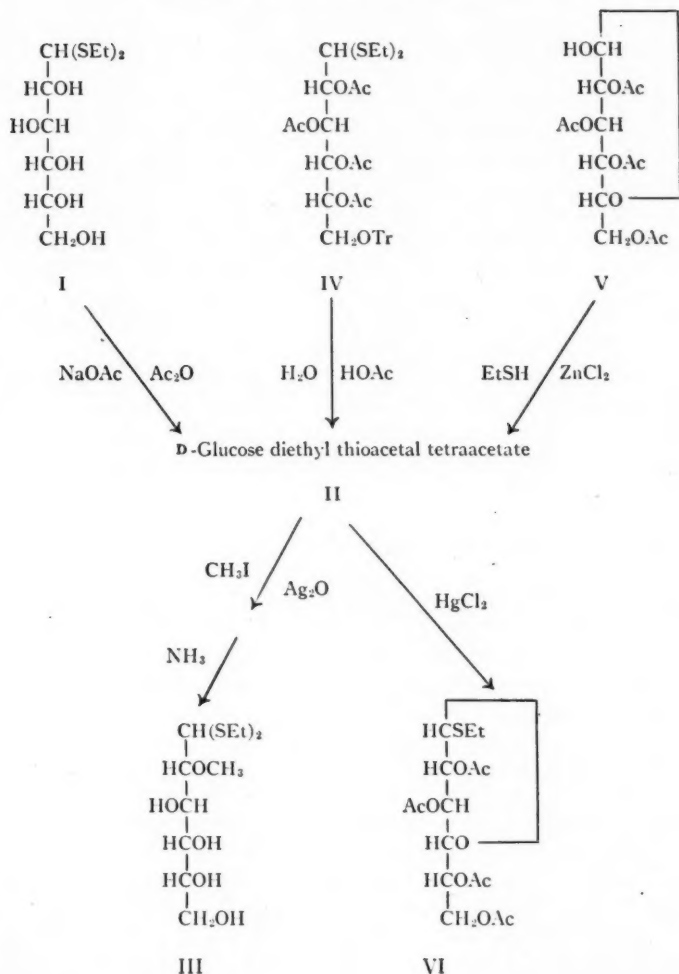 CH(SEt)₂ CH(SEt)₂ HOCH
HCOH HCOAc HCOAc
HOCH AcOCH AcOCH
HCOH HCOAc HCOAc
HCOH HCOAc HCO
CH₂OH CH₂OTr CH₂OAc
I IV V
NaOAc Ac₂O H₂O HOAc EtSH ZnCl₂
D-Glucose diethyl thioacetal tetraacetate
II
CH₃I Ag₂O HgCl₂
NH₃
CH(SEt)₂ HCSEt
HCOCH₃ HCOAc
HOCH AcOCH
HCOH HCO
HCOH HCOAc
CH₂OH CH₂OAc
III VI